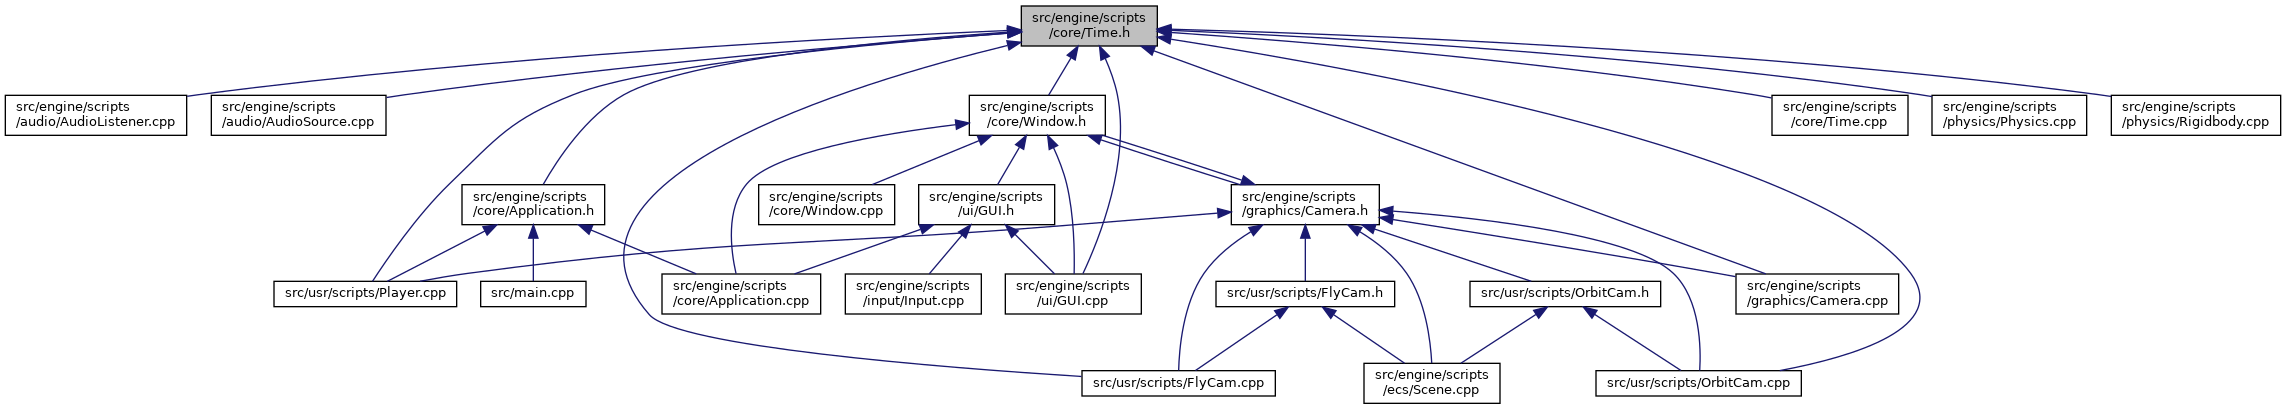 src/engine/scripts
/core/Time.h
src/engine/scripts
/audio/AudioListener.cpp
src/engine/scripts
/audio/AudioSource.cpp
src/engine/scripts
/core/Window.h
src/engine/scripts
/core/Time.cpp
src/engine/scripts
/physics/Physics.cpp
src/engine/scripts
/physics/Rigidbody.cpp
src/engine/scripts
/core/Application.h
src/engine/scripts
/core/Window.cpp
src/engine/scripts
/ui/GUI.h
src/engine/scripts
/graphics/Camera.h
src/usr/scripts/Player.cpp
src/main.cpp
src/engine/scripts
/core/Application.cpp
src/engine/scripts
/input/Input.cpp
src/engine/scripts
/ui/GUI.cpp
src/usr/scripts/FlyCam.h
src/usr/scripts/OrbitCam.h
src/engine/scripts
/graphics/Camera.cpp
src/usr/scripts/FlyCam.cpp
src/engine/scripts
/ecs/Scene.cpp
src/usr/scripts/OrbitCam.cpp